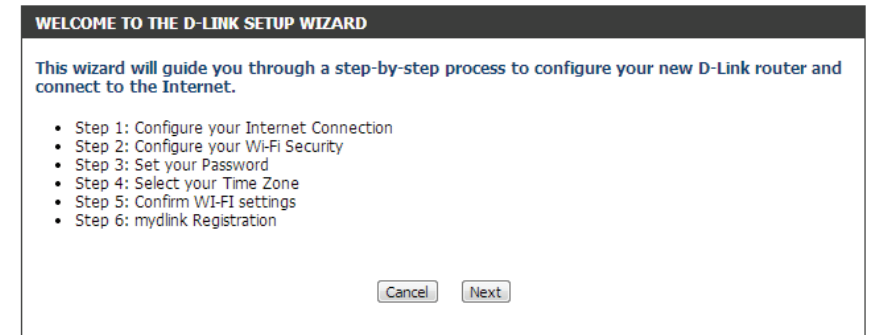 WELCOME TO THE D-LINK SETUP WIZARD
This wizard will guide you through a step-by-step process to configure your new D-Link router and
connect to the Internet.
• Step 1: Configure your Internet Connection
• Step 2: Configure your Wi-Fi Security
• Step 3: Set your Password
• Step 4: Select your Time Zone
• Step 5: Confirm WI-FI settings
• Step 6: mydlink Registration
Cancel Next